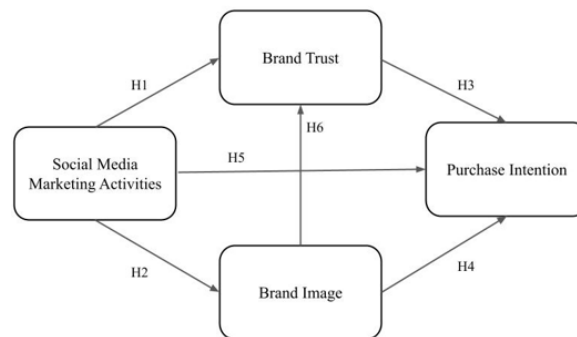 Brand Trust
H1
H3
H6
Social Media
Marketing Activities
H5
Purchase Intention
H2
H4
Brand Image